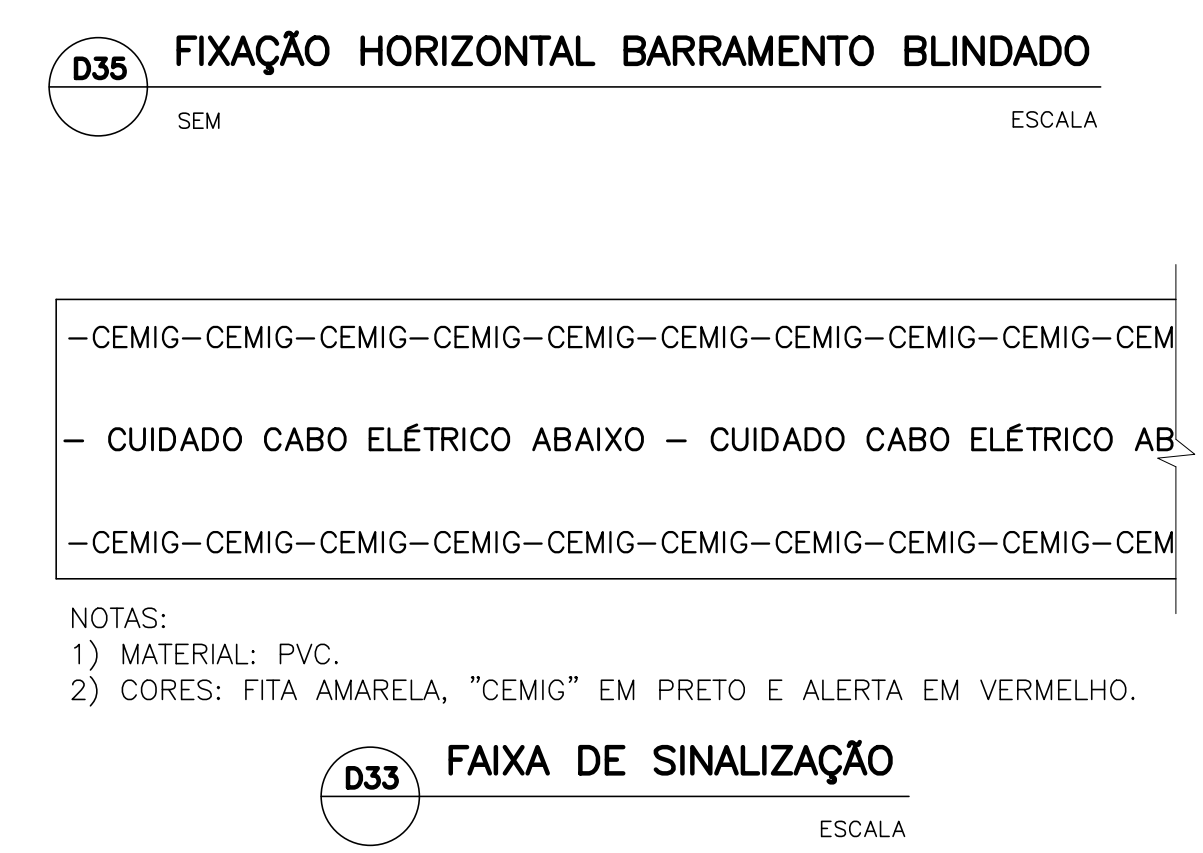 D35 FIXAÇÃO HORIZONTAL BARRAMENTO BLINDADO
SEM ESCALA
-CEMIG-CEMIG-CEMIG-CEMIG-CEMIG-CEMIG-CEMIG-CEMIG-CEMIG-CEM
- CUIDADO CABO ELÉTRICO ABAIXO - CUIDADO CABO ELÉTRICO AB
-CEMIG-CEMIG-CEMIG-CEMIG-CEMIG-CEMIG-CEMIG-CEMIG-CEMIG-CEM
NOTAS:
1) MATERIAL: PVC.
2) CORES: FITA AMARELA, "CEMIG" EM PRETO E ALERTA EM VERMELHO.
D33 FAIXA DE SINALIZAÇÃO
ESCALA